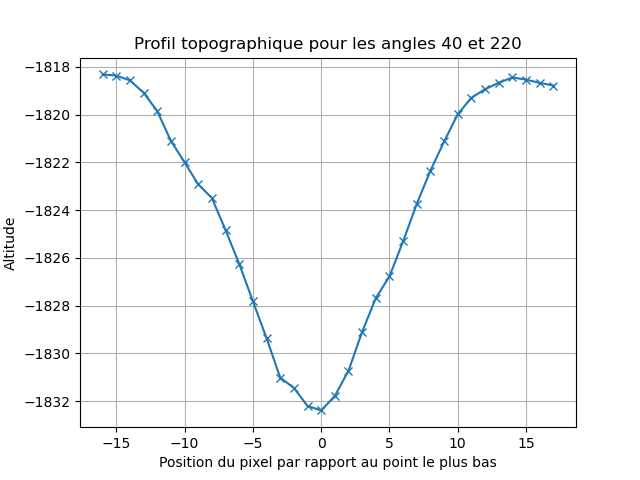 Profil topographique pour les angles 40 et 220
Altitude
−1818
−1820
−1822
−1824
−1826
−1828
−1830
−1832
−15 −10 −5 0 5 10 15
Position du pixel par rapport au point le plus bas